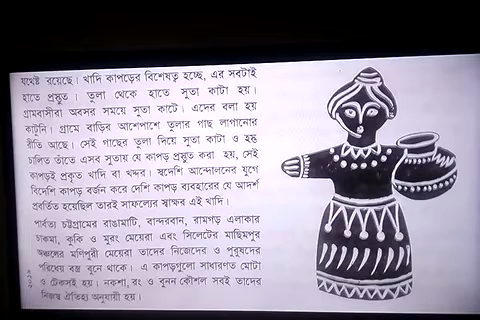 যথেষ্ট রয়েছে। খাদি কাপড়ের বিশেষত্ব হচ্ছে, এর সবটাই
হাতে প্রস্তুত। তুলা থেকে হাতে সুতা কাটা হয়।
গ্রামবাসীরা অবসর সময়ে সুতা কাটে। এদের বলা হয়
কাটুনি। গ্রামে বাড়ির আশেপাশে তুলার গাছ লাগানোর
রীতি আছে। সেই গাছের তুলা দিয়ে সুতা কাটা ও হস্ত
চালিত তাঁতে এসব সুতায় যে কাপড় প্রস্তুত করা হয়, সেই
কাপড়ই প্রকৃত খাদি বা খদ্দর। স্বদেশি আন্দোলনের যুগে
বিদেশি কাপড় বর্জন করে দেশি কাপড় ব্যবহারের যে আদর্শ
প্রবর্তিত হয়েছিল তারই সাফল্যের স্বাক্ষর এই খাদি।
পার্বত্য চট্টগ্রামের রাঙামাটি, বান্দরবান, রামগড় এলাকার
চাকমা, কুকি ও মুরং মেয়েরা এবং সিলেটের মাছিমপুর
অঞ্চলের মণিপুরী মেয়েরা তাদের নিজেদের ও পুরুষদের
পরিধেয় বস্ত্র বুনে থাকে। এ কাপড়গুলো সাধারণত মোটা
ও টেকসই হয়। নকশা, রং ও বুনন কৌশল সবই তাদের
নিজস্ব ঐতিহ্য অনুযায়ী হয়।